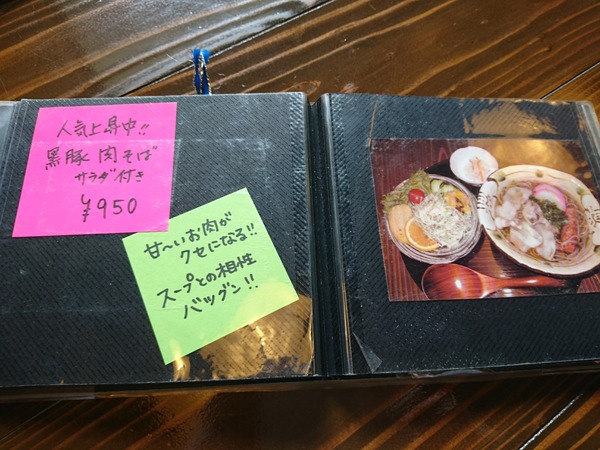 人気上昇中!!
黒豚肉そば
サラダ付き
¥950
甘〜いお肉が
クセになる!!
スープとの相性
バツグン!!